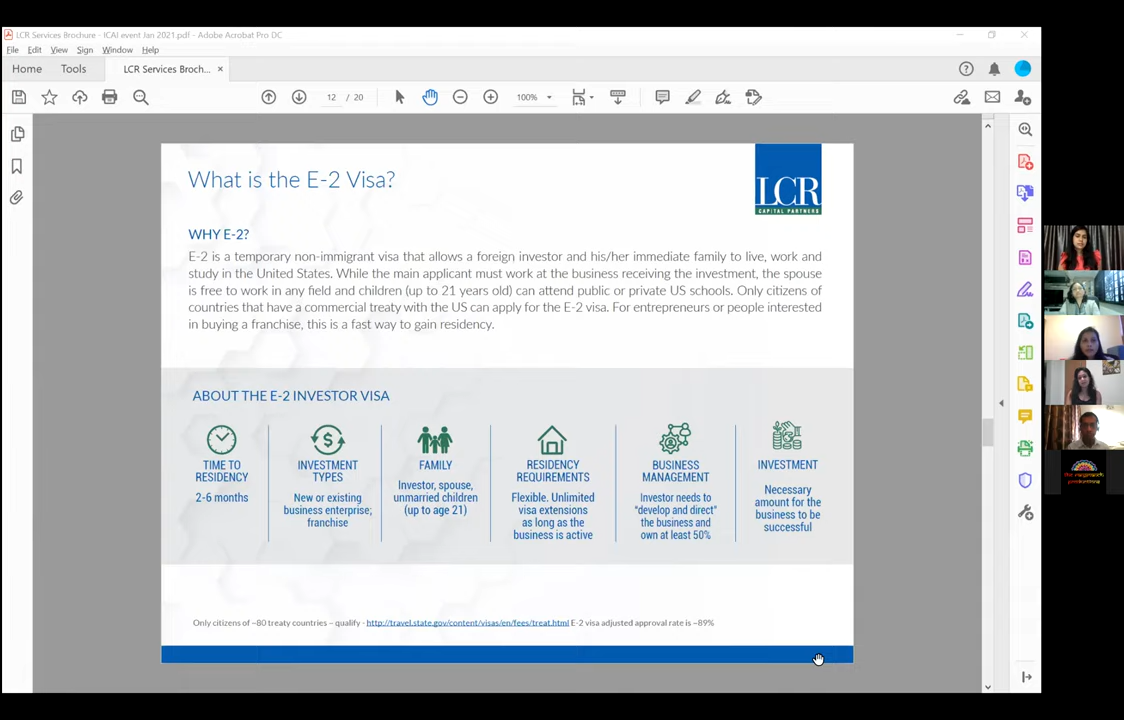 LCR Services Brochure - ICAI event Jan 2021.pdf - Adobe Acrobat Pro DC
File Edit View Sign Window Help
Home Tools LCR Services Broch... ×
12 / 20 100%
What is the E-2 Visa?
LCR
CAPITAL PARTNERS
WHY E-2?
E-2 is a temporary non-immigrant visa that allows a foreign investor and his/her immediate family to live, work and
study in the United States. While the main applicant must work at the business receiving the investment, the spouse
is free to work in any field and children (up to 21 years old) can attend public or private US schools. Only citizens of
countries that have a commercial treaty with the US can apply for the E-2 visa. For entrepreneurs or people interested
in buying a franchise, this is a fast way to gain residency.
ABOUT THE E-2 INVESTOR VISA
TIME TO
RESIDENCY
2-6 months
INVESTMENT
TYPES
New or existing
business enterprise;
franchise
FAMILY
Investor, spouse,
unmarried children
(up to age 21)
RESIDENCY
REQUIREMENTS
Flexible. Unlimited
visa extensions
as long as the
business is active
BUSINESS
MANAGEMENT
Investor needs to
"develop and direct"
the business and
own at least 50%
INVESTMENT
Necessary
amount for the
business to be
successful
Only citizens of ~80 treaty countries – qualify - http://travel.state.gov/content/visas/en/fees/treat.html E-2 visa adjusted approval rate is ~89%